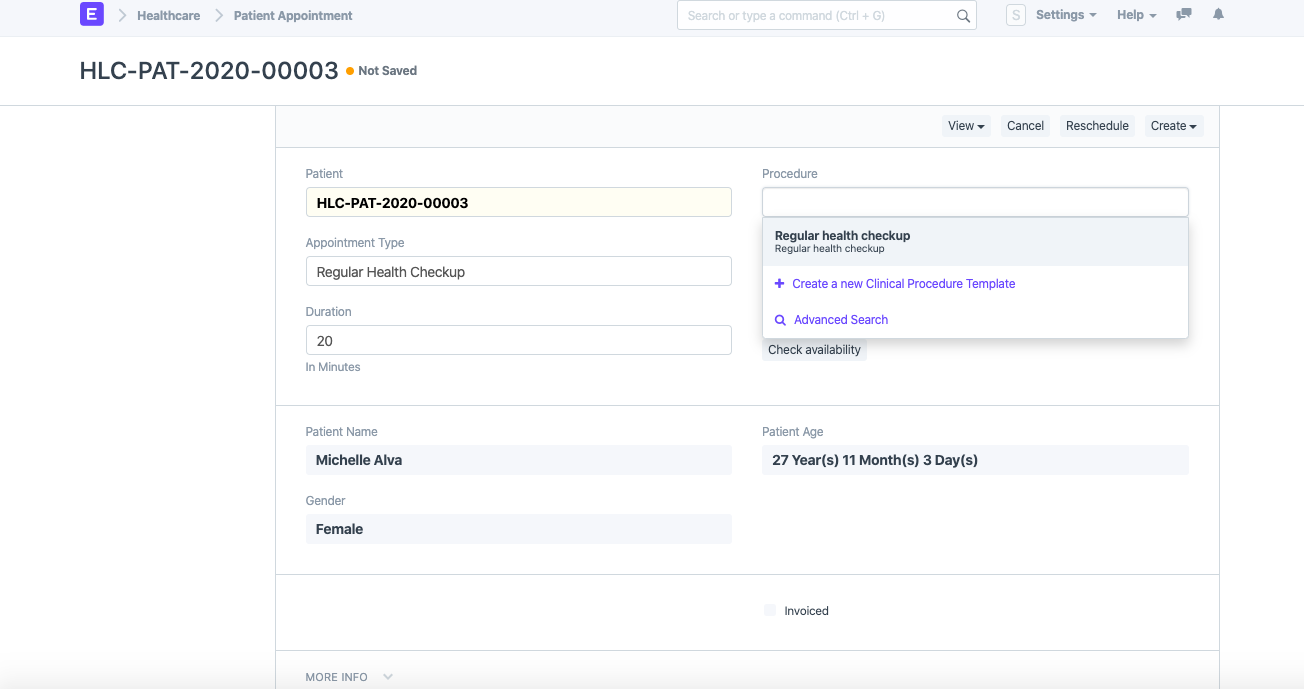 E Healthcare Patient Appointment Search or type a command (Ctrl + G) S Settings Help
HLC-PAT-2020-00003 Not Saved
View Cancel Reschedule Create
Patient
HLC-PAT-2020-00003
Appointment Type
Regular Health Checkup
Duration
20
In Minutes
Procedure
Regular health checkup
Regular health checkup
Create a new Clinical Procedure Template
Advanced Search
Check availability
Patient Name
Michelle Alva
Gender
Female
Patient Age
27 Year(s) 11 Month(s) 3 Day(s)
Invoiced
MORE INFO